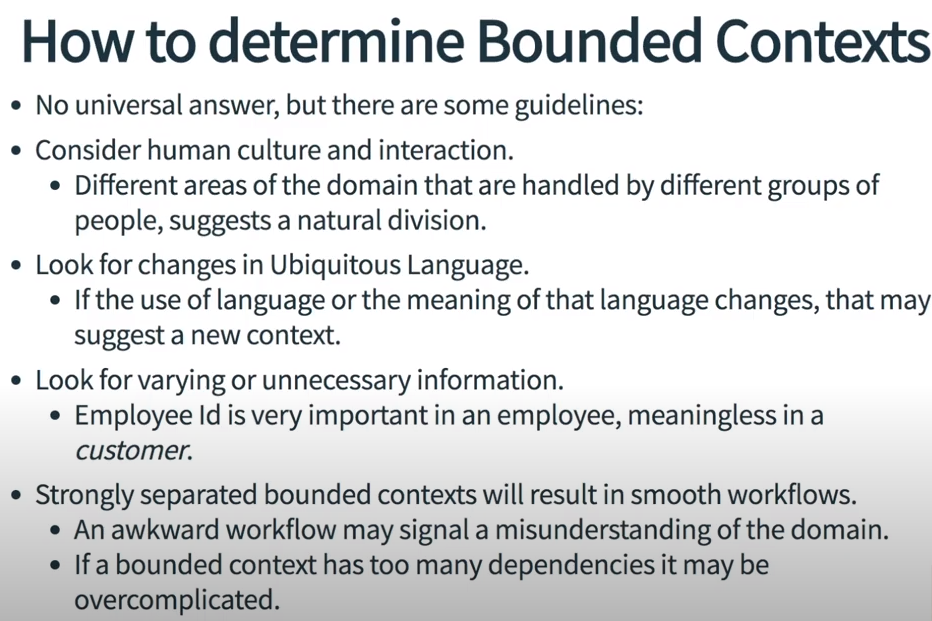 How to determine Bounded Contexts
• No universal answer, but there are some guidelines:
• Consider human culture and interaction.
• Different areas of the domain that are handled by different groups of
people, suggests a natural division.
• Look for changes in Ubiquitous Language.
• If the use of language or the meaning of that language changes, that may
suggest a new context.
• Look for varying or unnecessary information.
• Employee Id is very important in an employee, meaningless in a
customer.
• Strongly separated bounded contexts will result in smooth workflows.
• An awkward workflow may signal a misunderstanding of the domain.
• If a bounded context has too many dependencies it may be
overcomplicated.